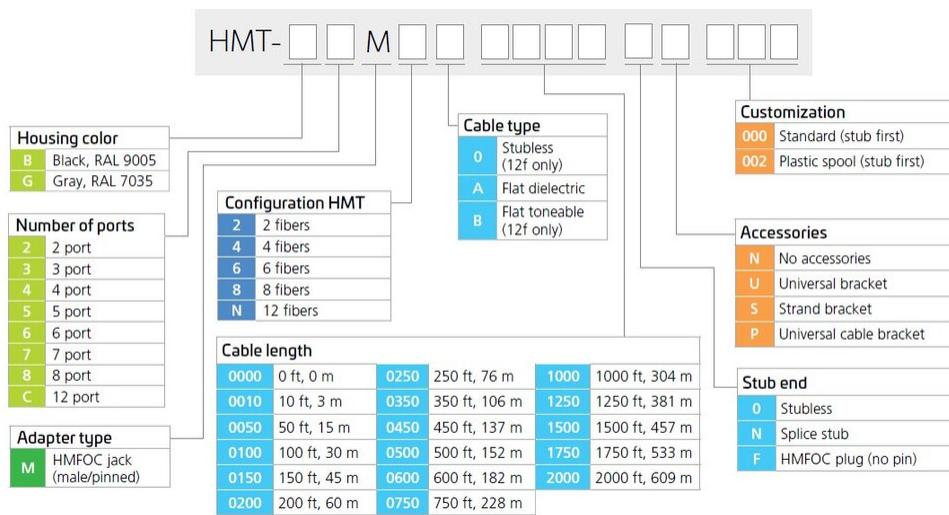 HMT-
M
Housing color
B Black, RAL 9005
G Gray, RAL 7035
Number of ports
2 2 port
3 3 port
4 4 port
5 5 port
6 6 port
7 7 port
8 8 port
C 12 port
Adapter type
M HMFOC jack
(male/pinned)
Configuration HMT
2 2 fibers
4 4 fibers
6 6 fibers
8 8 fibers
N 12 fibers
Cable type
0 Stubless
(12f only)
A Flat dielectric
B Flat toneable
(12f only)
Cable length
0000 0 ft, 0 m 0250 250 ft, 76 m 1000 1000 ft, 304 m
0010 10 ft, 3 m 0350 350 ft, 106 m 1250 1250 ft, 381 m
0050 50 ft, 15 m 0450 450 ft, 137 m 1500 1500 ft, 457 m
0100 100 ft, 30 m 0500 500 ft, 152 m 1750 1750 ft, 533 m
0150 150 ft, 45 m 0600 600 ft, 182 m 2000 2000 ft, 609 m
0200 200 ft, 60 m 0750 750 ft, 228 m
Customization
000 Standard (stub first)
002 Plastic spool (stub first)
Accessories
N No accessories
U Universal bracket
S Strand bracket
P Universal cable bracket
Stub end
0 Stubless
N Splice stub
F HMFOC plug (no pin)